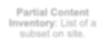 Partial Content
Inventory: List of a
subset on site.